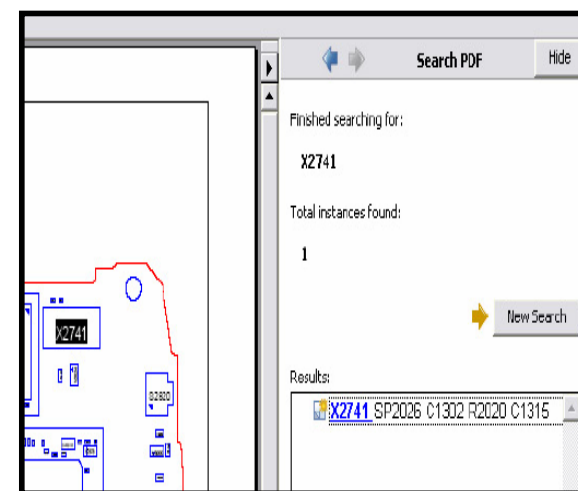 Search PDF
Hide
Finished searching for:
X2741
Total instances found:
1
New Search
Results:
X2741 SP2026 C1302 R2020 C1315
X2741